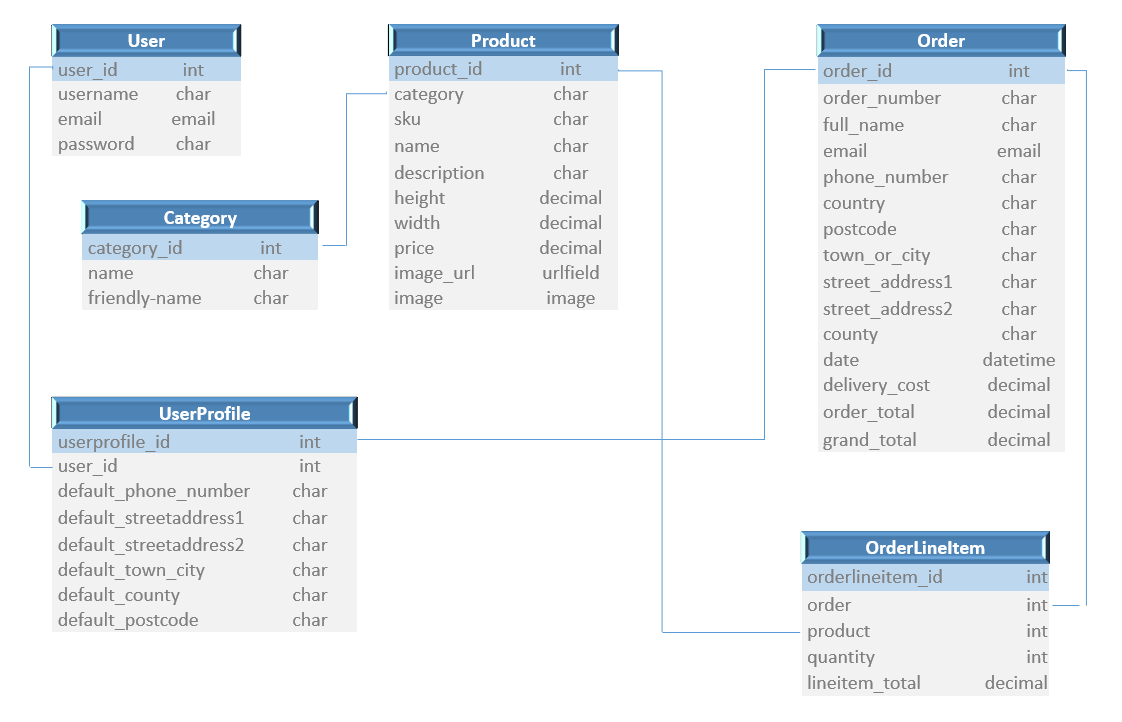 User
user_id int
username char
email email
password char
Category
category_id int
name char
friendly-name char
UserProfile
userprofile_id int
user_id int
default_phone_number char
default_streetaddress1 char
default_streetaddress2 char
default_town_city char
default_county char
default_postcode char
Product
product_id int
category char
sku char
name char
description char
height decimal
width decimal
price decimal
image_url urlfield
image image
Order
order_id int
order_number char
full_name char
email email
phone_number char
country char
postcode char
town_or_city char
street_address1 char
street_address2 char
county char
date datetime
delivery_cost decimal
order_total decimal
grand_total decimal
OrderLineItem
orderlineitem_id int
order int
product int
quantity int
lineitem_total decimal